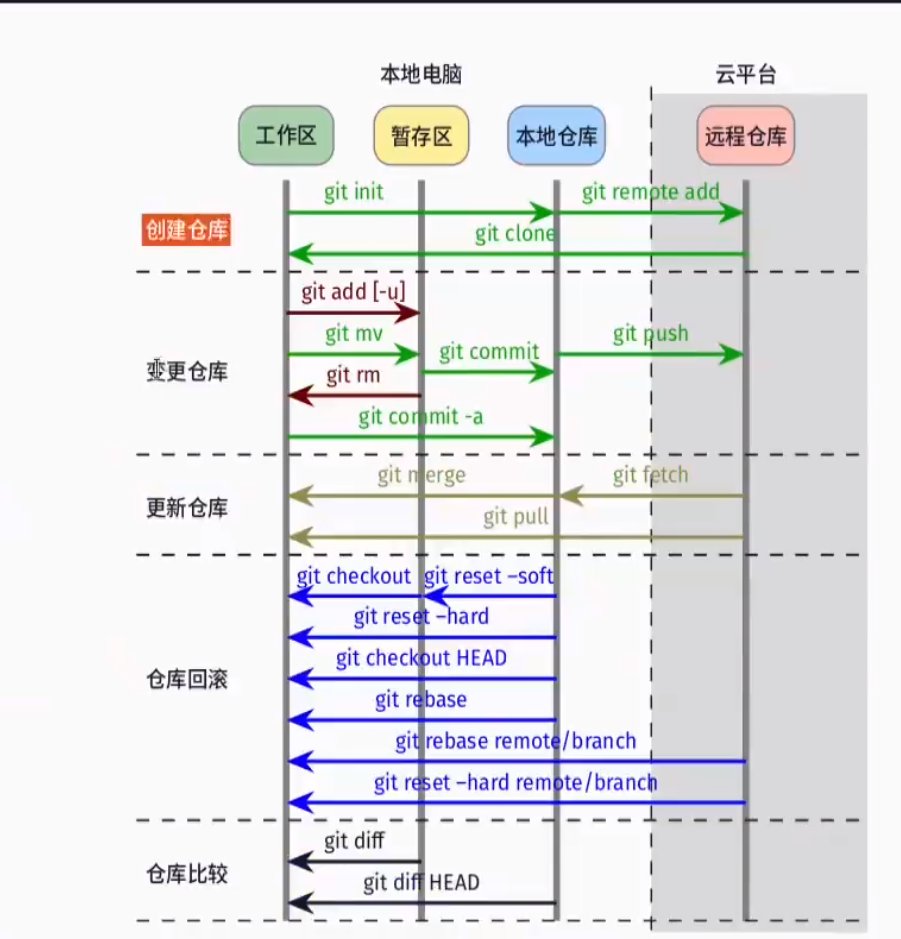 本地电脑
云平台
工作区
暂存区
本地仓库
远程仓库
git init
git remote add
创建仓库
git clone
git add [-u]
git mv
git push
git commit
变更仓库
git rm
git commit -a
git merge
git fetch
更新仓库
git pull
git checkout
git reset –soft
git reset –hard
git checkout HEAD
仓库回滚
git rebase
git rebase remote/branch
git reset –hard remote/branch
git diff
仓库比较
git diff HEAD